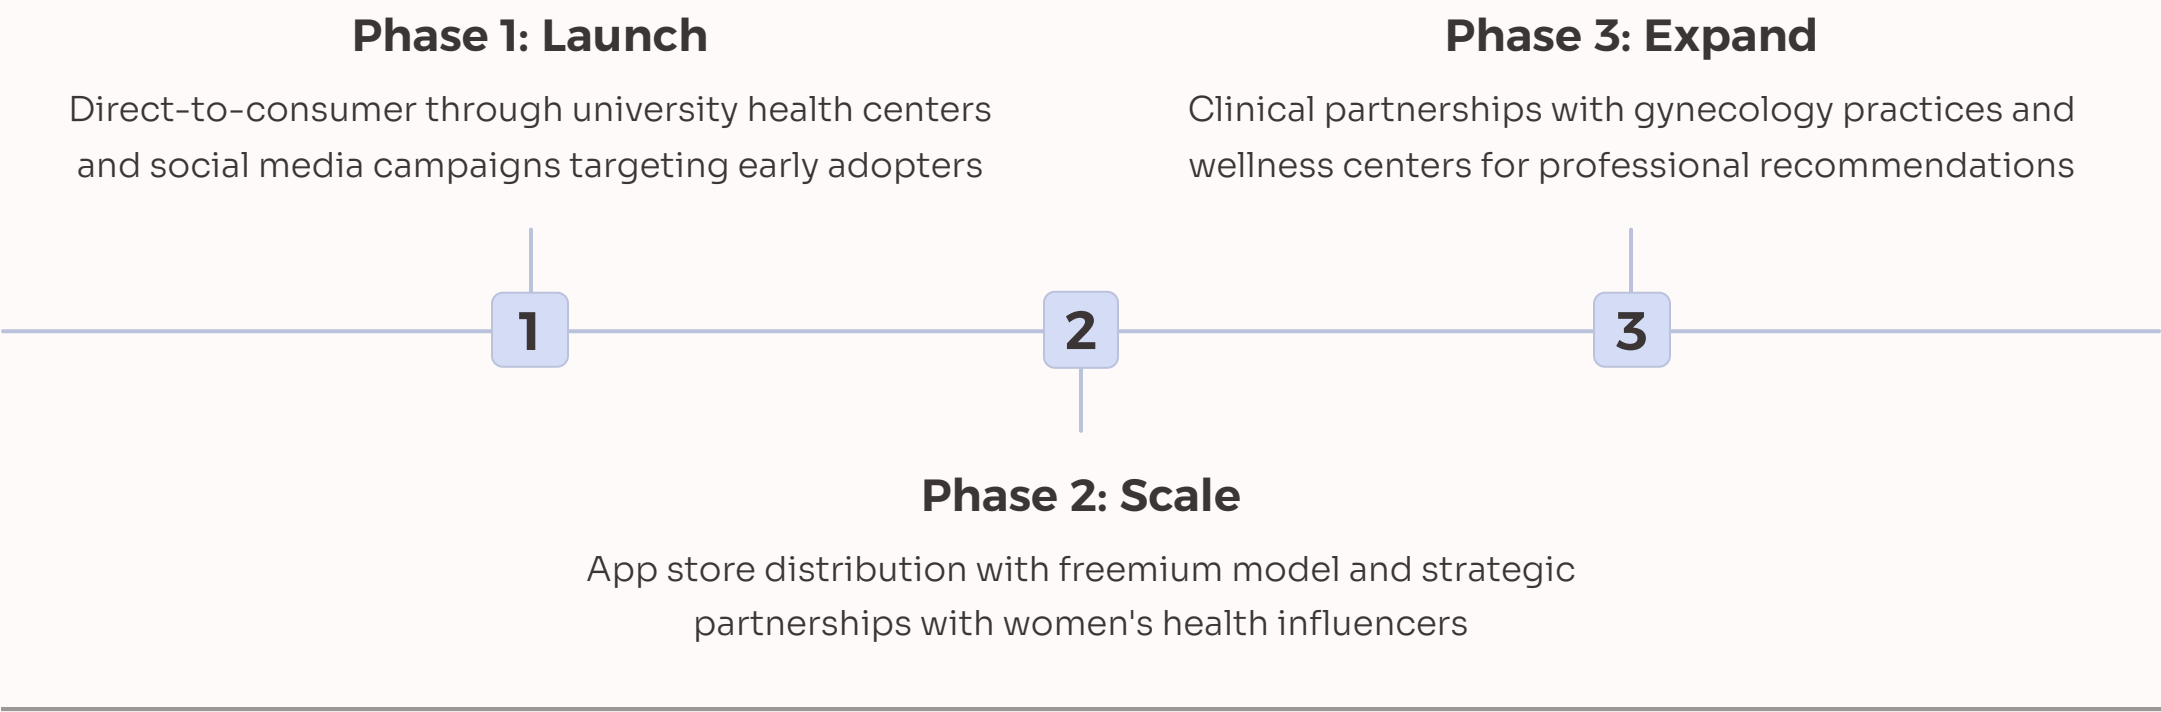 Phase 1: Launch
Direct-to-consumer through university health centers
and social media campaigns targeting early adopters
Phase 3: Expand
Clinical partnerships with gynecology practices and
wellness centers for professional recommendations
1
2
3
Phase 2: Scale
App store distribution with freemium model and strategic
partnerships with women's health influencers